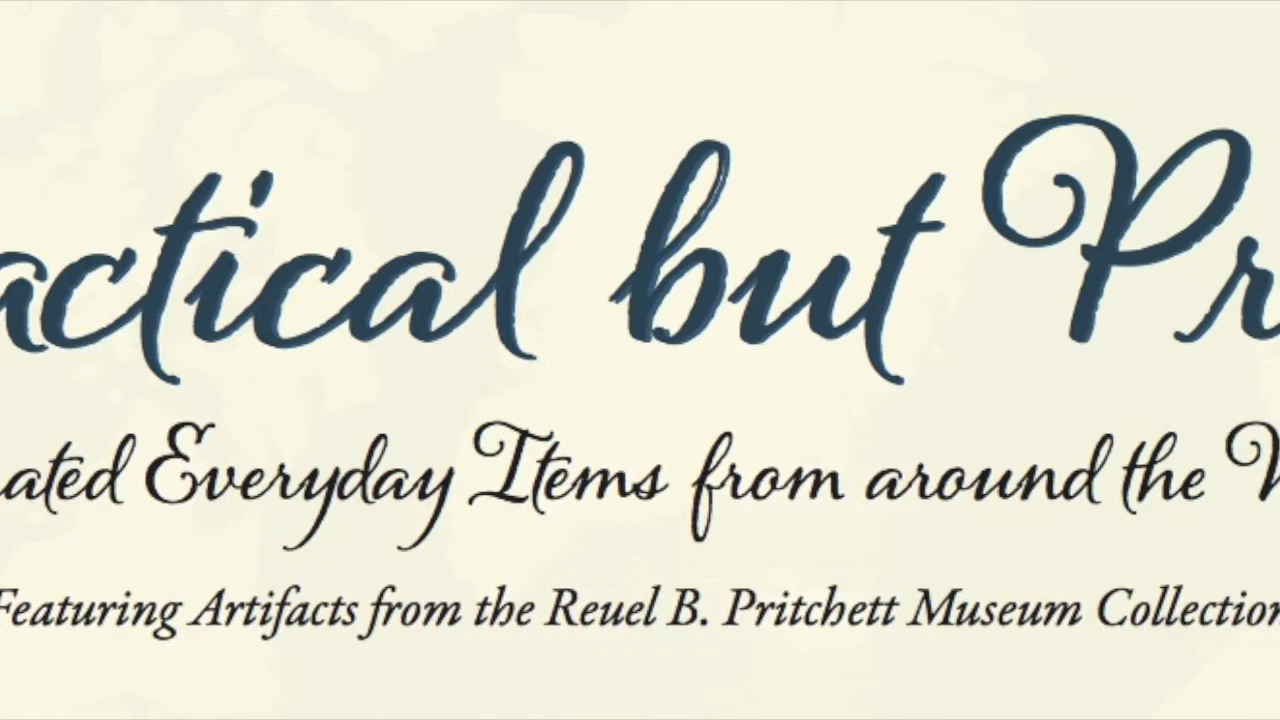 actical but Pr
ated Everyday Items from around the W
Featuring Artifacts from the Reuel B. Pritchett Museum Collection